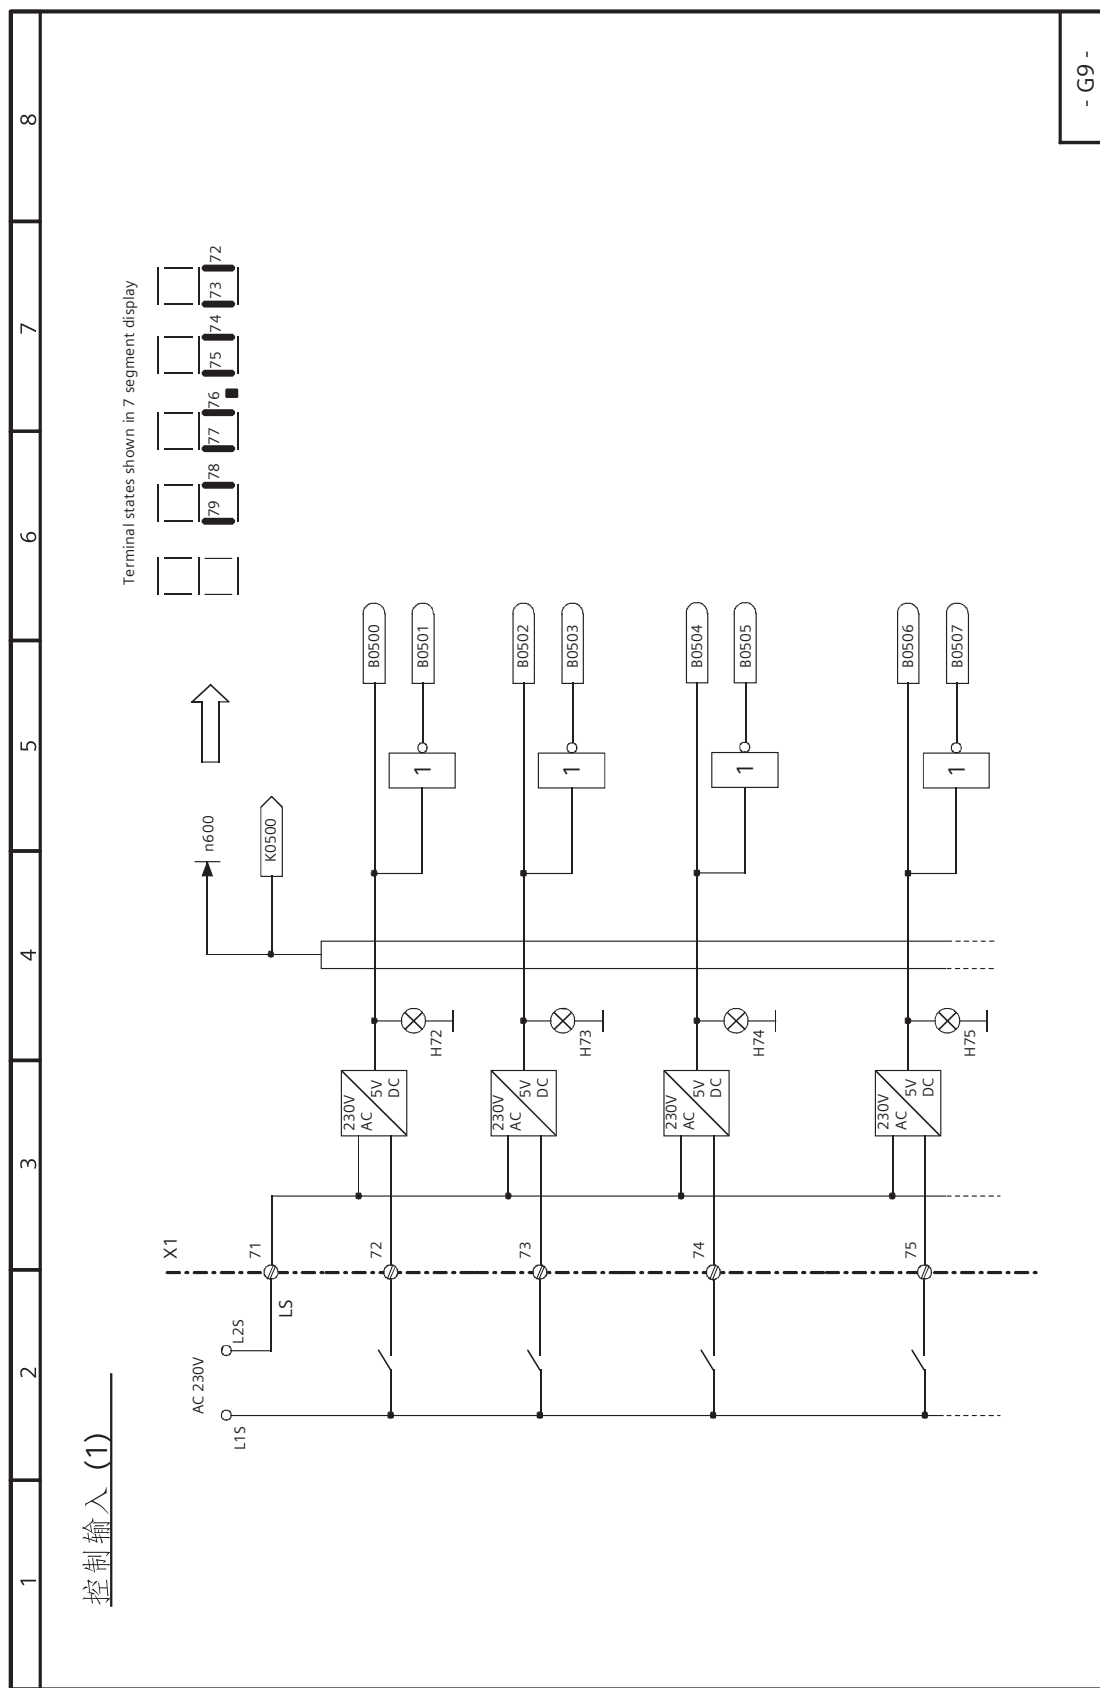 1
2
3
4
5
6
7
8
控制输入 (1)
Terminal states shown in 7 segment display
79 78 77 76 75 74 73 72
n600
K0500
AC 230V
L1S
L2S
LS
X1
71
72
230V
AC
5V
DC
H72
1
B0500
B0501
73
230V
AC
5V
DC
H73
1
B0502
B0503
74
230V
AC
5V
DC
H74
1
B0504
B0505
75
230V
AC
5V
DC
H75
1
B0506
B0507
- G9 -